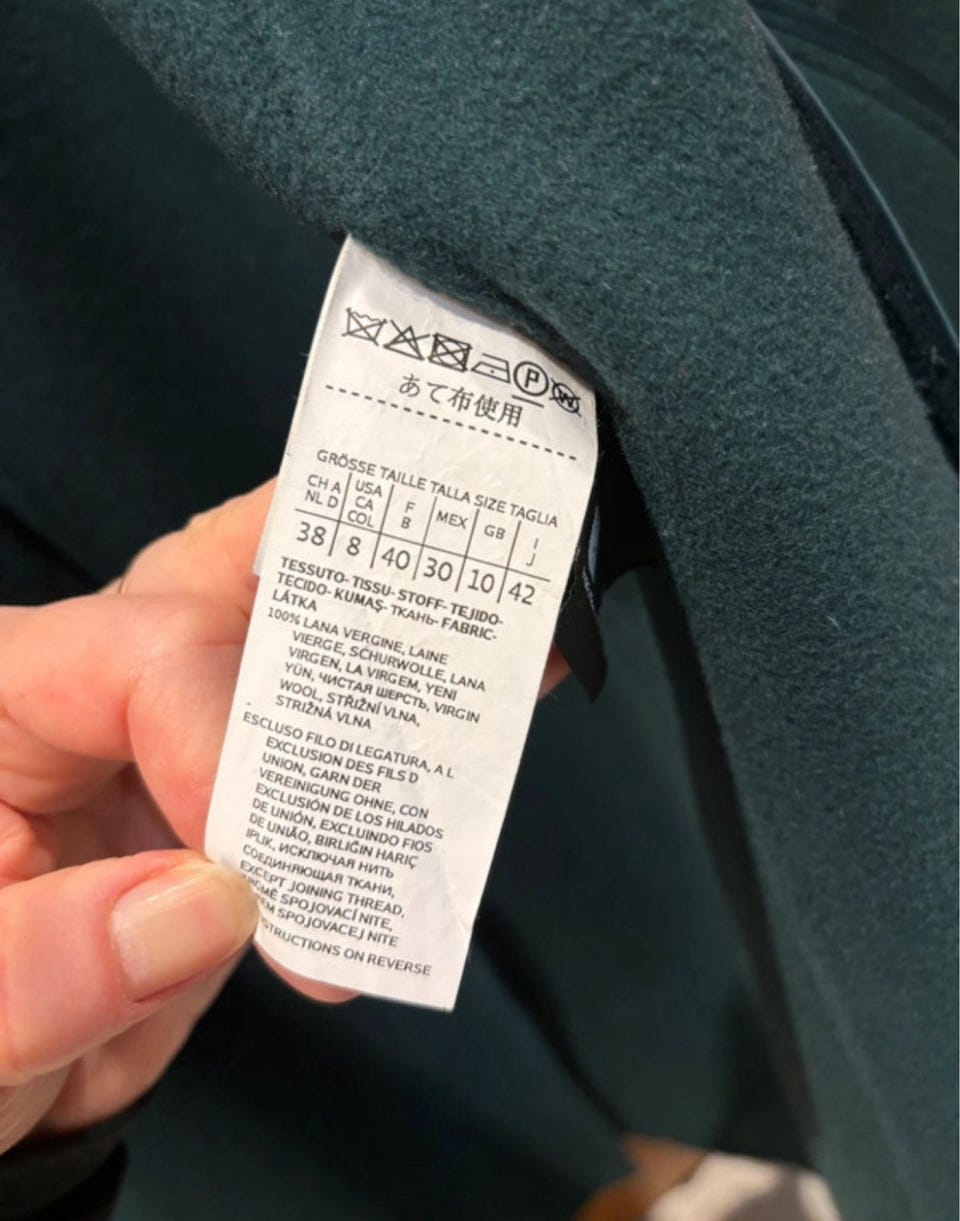 P W
あて布使用
GRÖSSE TAILLE TALLA SIZE TAGLIA
CH A NL D USA CA COL F B MEX GB I J
38 8 40 30 10 42
TESSUTO- TISSU- STOFF- TEJIDO-
TECIDO- KUMAŞ- ТКАНЬ- FABRIC-
LÁTKA
100% LANA VERGINE, LAINE
VIERGE, SCHURWOLLE, LANA
VIRGEN, LA VIRGEM, YENI
YÜN, ЧИСТАЯ ШЕРСТЬ, VIRGIN
WOOL, STŘIŽNÍ VLNA,
STRIŽNÁ VLNA
ESCLUSO FILO DI LEGATURA, A L
EXCLUSION DES FILS D
UNION, GARN DER
VEREINIGUNG OHNE, CON
EXCLUSIÓN DE LOS HILADOS
DE UNIÓN, EXCLUINDO FIOS
DE UNIÃO, BIRLIĞIN HARIÇ
IPLIK, ИСКЛЮЧАЯ НИТЬ
СОЕДИНЯЮЩАЯ ТКАНИ,
EXCEPT JOINING THREAD,
SPOJOVACÍ NITE,
SPOJOVACEJ NITE
ON REVERSE